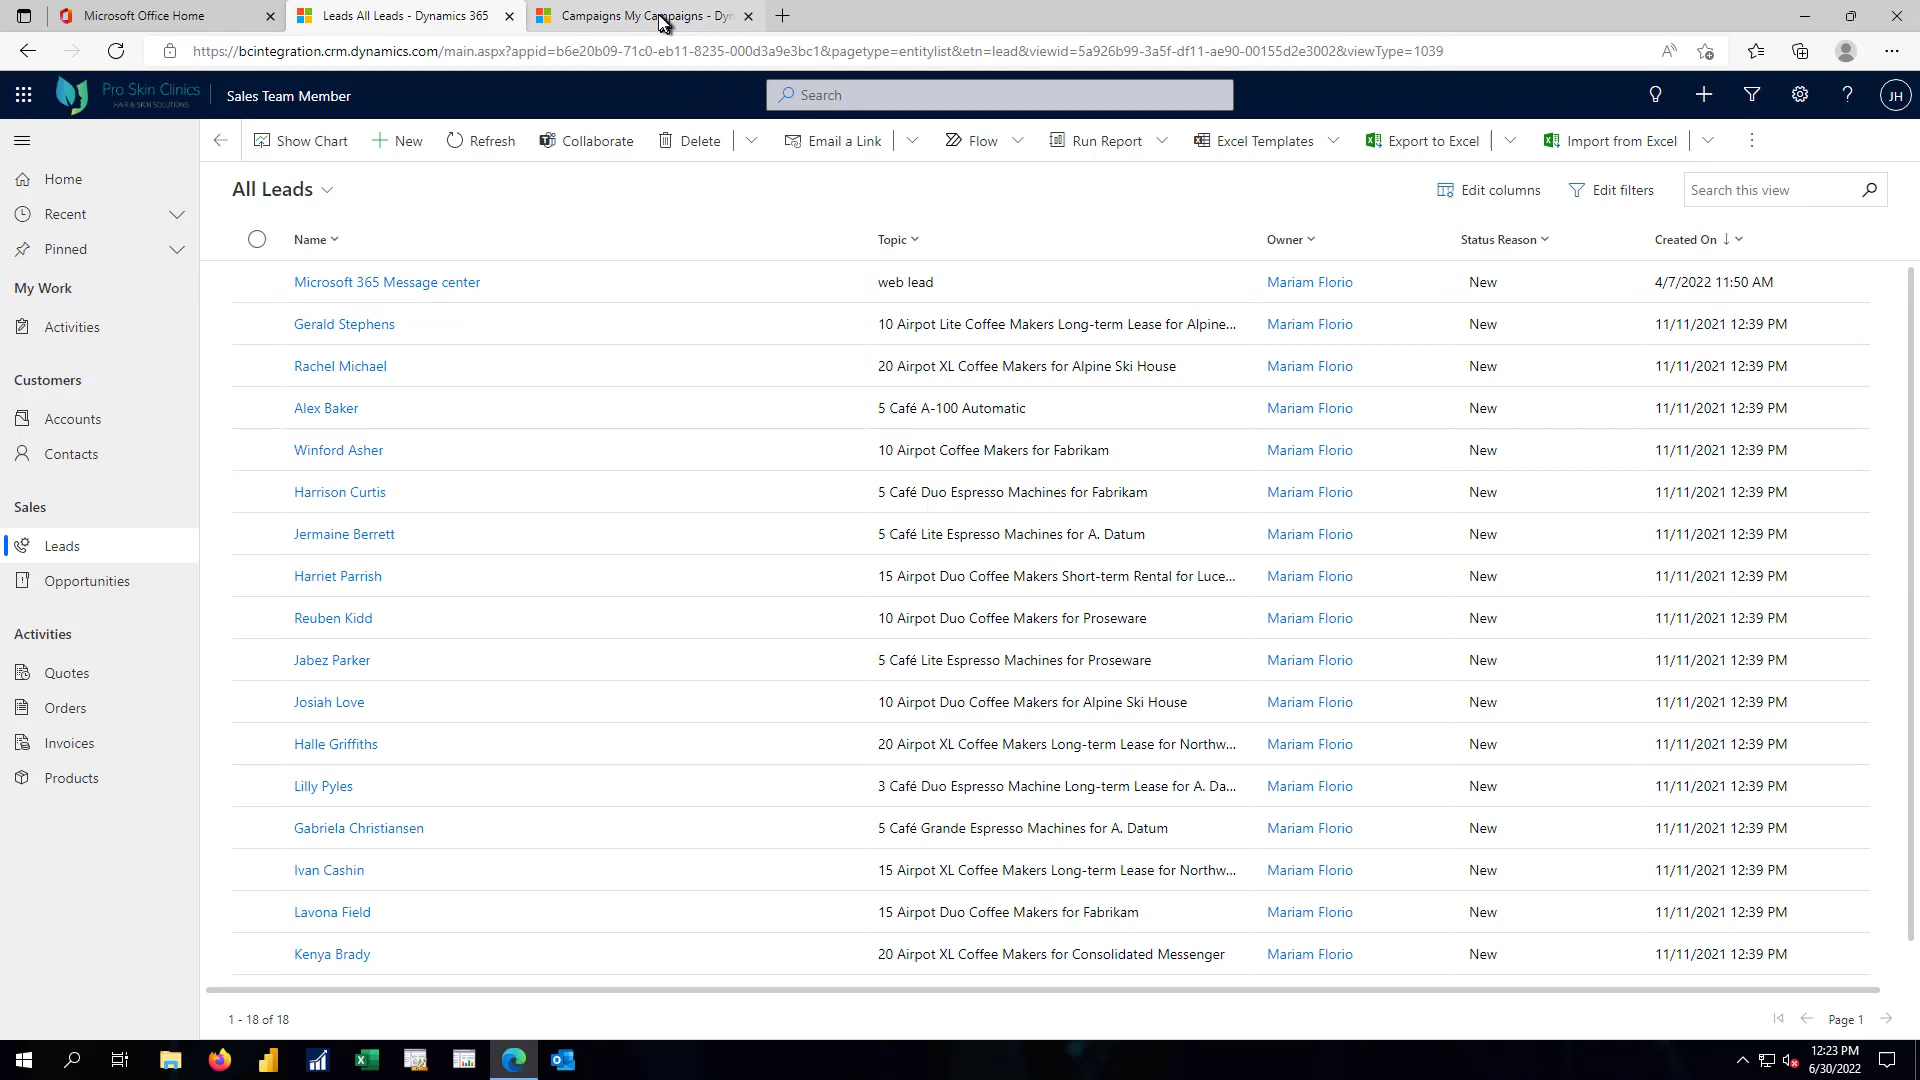 Microsoft Office Home
Leads All Leads - Dynamics 365
Campaigns My Campaigns - Dyn
https://bcintegration.crm.dynamics.com/main.aspx?appid=b6e20b09-71c0-eb11-8235-000d3a9e3bc1&pagetype=entitylist&etn=lead&viewid=5a926b99-3a5f-df11-ae90-00155d2e3002&viewType=1039
Pro Skin Clinics
HAIR & SKIN SOLUTIONS
Sales Team Member
Search
JH
Show Chart
New
Refresh
Collaborate
Delete
Email a Link
Flow
Run Report
Excel Templates
Export to Excel
Import from Excel
Home
Recent
Pinned
My Work
Activities
Customers
Accounts
Contacts
Sales
Leads
Opportunities
Activities
Quotes
Orders
Invoices
Products
All Leads
Edit columns
Edit filters
Search this view
Name Topic Owner Status Reason Created On
Microsoft 365 Message center web lead Mariam Florio New 4/7/2022 11:50 AM
Gerald Stephens 10 Airpot Lite Coffee Makers Long-term Lease for Alpine... Mariam Florio New 11/11/2021 12:39 PM
Rachel Michael 20 Airpot XL Coffee Makers for Alpine Ski House Mariam Florio New 11/11/2021 12:39 PM
Alex Baker 5 Café A-100 Automatic Mariam Florio New 11/11/2021 12:39 PM
Winford Asher 10 Airpot Coffee Makers for Fabrikam Mariam Florio New 11/11/2021 12:39 PM
Harrison Curtis 5 Café Duo Espresso Machines for Fabrikam Mariam Florio New 11/11/2021 12:39 PM
Jermaine Berrett 5 Café Lite Espresso Machines for A. Datum Mariam Florio New 11/11/2021 12:39 PM
Harriet Parrish 15 Airpot Duo Coffee Makers Short-term Rental for Luce... Mariam Florio New 11/11/2021 12:39 PM
Reuben Kidd 10 Airpot Duo Coffee Makers for Proseware Mariam Florio New 11/11/2021 12:39 PM
Jabez Parker 5 Café Lite Espresso Machines for Proseware Mariam Florio New 11/11/2021 12:39 PM
Josiah Love 10 Airpot Duo Coffee Makers for Alpine Ski House Mariam Florio New 11/11/2021 12:39 PM
Halle Griffiths 20 Airpot XL Coffee Makers Long-term Lease for Northw... Mariam Florio New 11/11/2021 12:39 PM
Lilly Pyles 3 Café Duo Espresso Machine Long-term Lease for A. Da... Mariam Florio New 11/11/2021 12:39 PM
Gabriela Christiansen 5 Café Grande Espresso Machines for A. Datum Mariam Florio New 11/11/2021 12:39 PM
Ivan Cashin 15 Airpot XL Coffee Makers Long-term Lease for Northw... Mariam Florio New 11/11/2021 12:39 PM
Lavona Field 15 Airpot Duo Coffee Makers for Fabrikam Mariam Florio New 11/11/2021 12:39 PM
Kenya Brady 20 Airpot XL Coffee Makers for Consolidated Messenger Mariam Florio New 11/11/2021 12:39 PM
1 - 18 of 18
Page 1
12:23 PM
6/30/2022